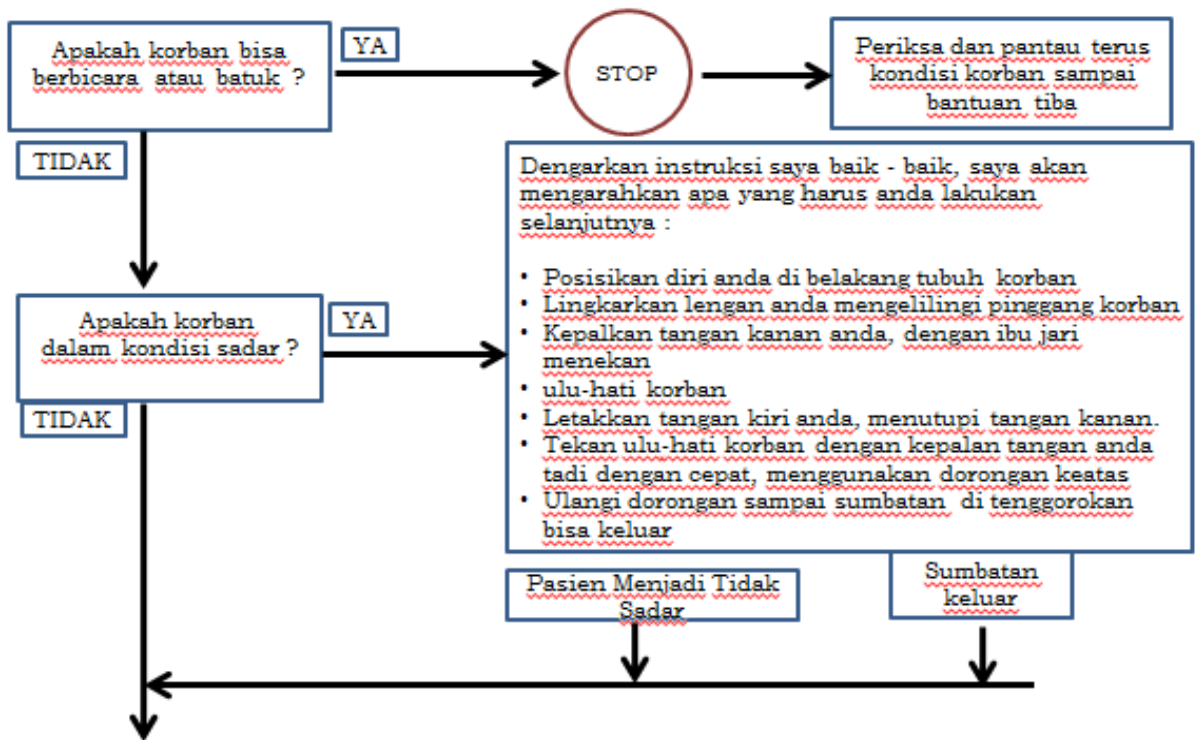 Apakah korban bisa
berbicara atau batuk ?
YA
STOP
Periksa dan pantau terus
kondisi korban sampai
bantuan tiba
TIDAK
Dengarkan instruksi saya baik - baik, saya akan
mengarahkan apa yang harus anda lakukan
selanjutnya :
• Posisikan diri anda di belakang tubuh korban
• Lingkarkan lengan anda mengelilingi pinggang korban
• Kepalkan tangan kanan anda, dengan ibu jari
menekan
• ulu-hati korban
• Letakkan tangan kiri anda, menutupi tangan kanan.
• Tekan ulu-hati korban dengan kepalan tangan anda
tadi dengan cepat, menggunakan dorongan keatas
• Ulangi dorongan sampai sumbatan di tenggorokan
bisa keluar
Apakah korban
dalam kondisi sadar ?
YA
TIDAK
Pasien Menjadi Tidak
Sadar
Sumbatan
keluar